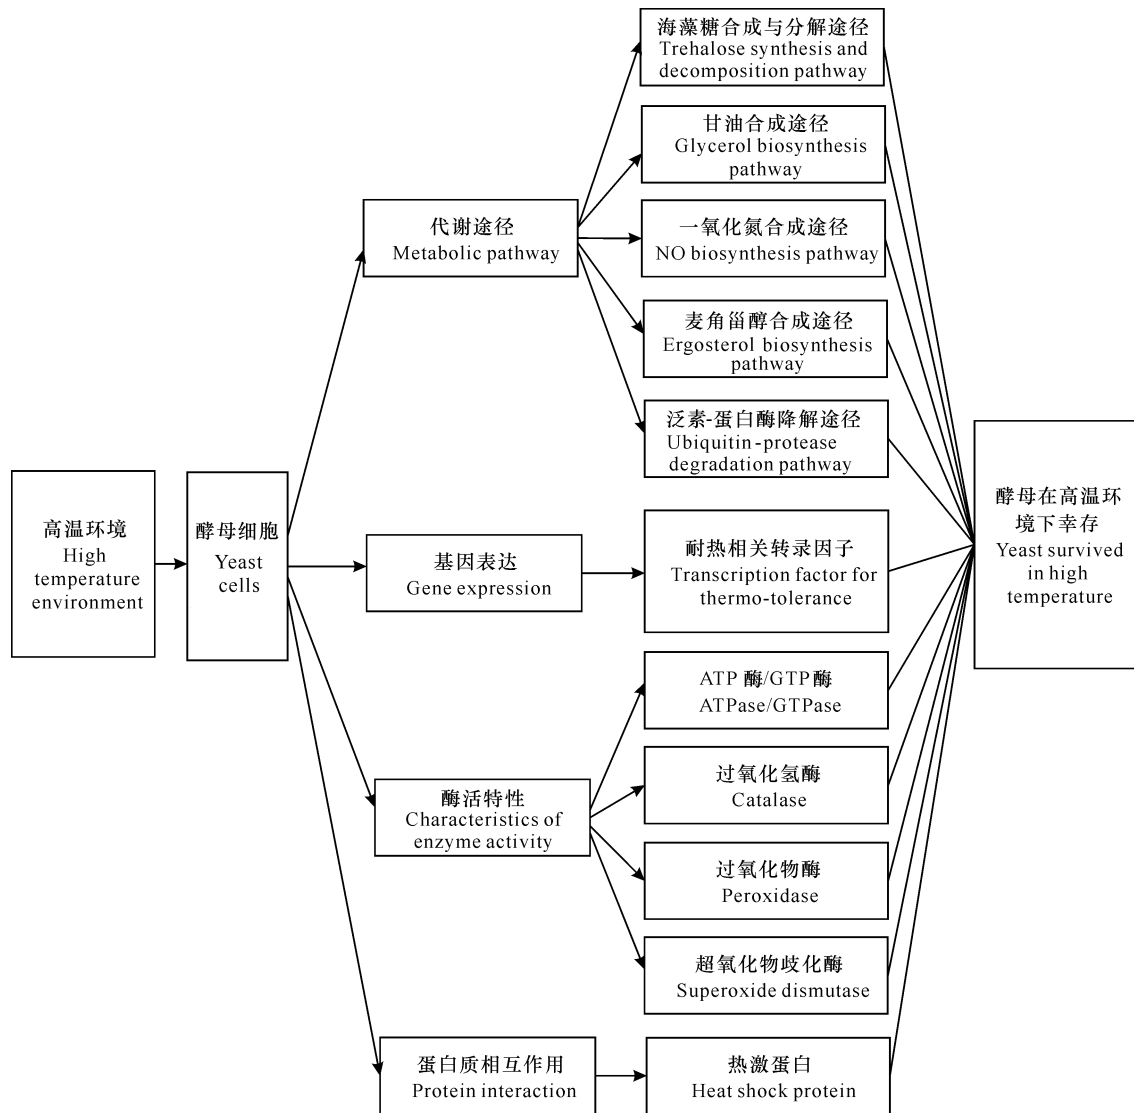 高温环境
High
temperature
environment
酵母细胞
Yeast
cells
代谢途径
Metabolic pathway
海藻糖合成与分解途径
Trehalose synthesis and
decomposition pathway
甘油合成途径
Glycerol biosynthesis
pathway
一氧化氮合成途径
NO biosynthesis pathway
麦角甾醇合成途径
Ergosterol biosynthesis
pathway
泛素-蛋白酶降解途径
Ubiquitin-protease
degradation pathway
基因表达
Gene expression
耐热相关转录因子
Transcription factor for
thermo-tolerance
酶活特性
Characteristics of
enzyme activity
ATP 酶/GTP酶
ATPase/GTPase
过氧化氢酶
Catalase
过氧化物酶
Peroxidase
超氧化物歧化酶
Superoxide dismutase
蛋白质相互作用
Protein interaction
热激蛋白
Heat shock protein
酵母在高温环
境下幸存
Yeast survived
in high
temperature